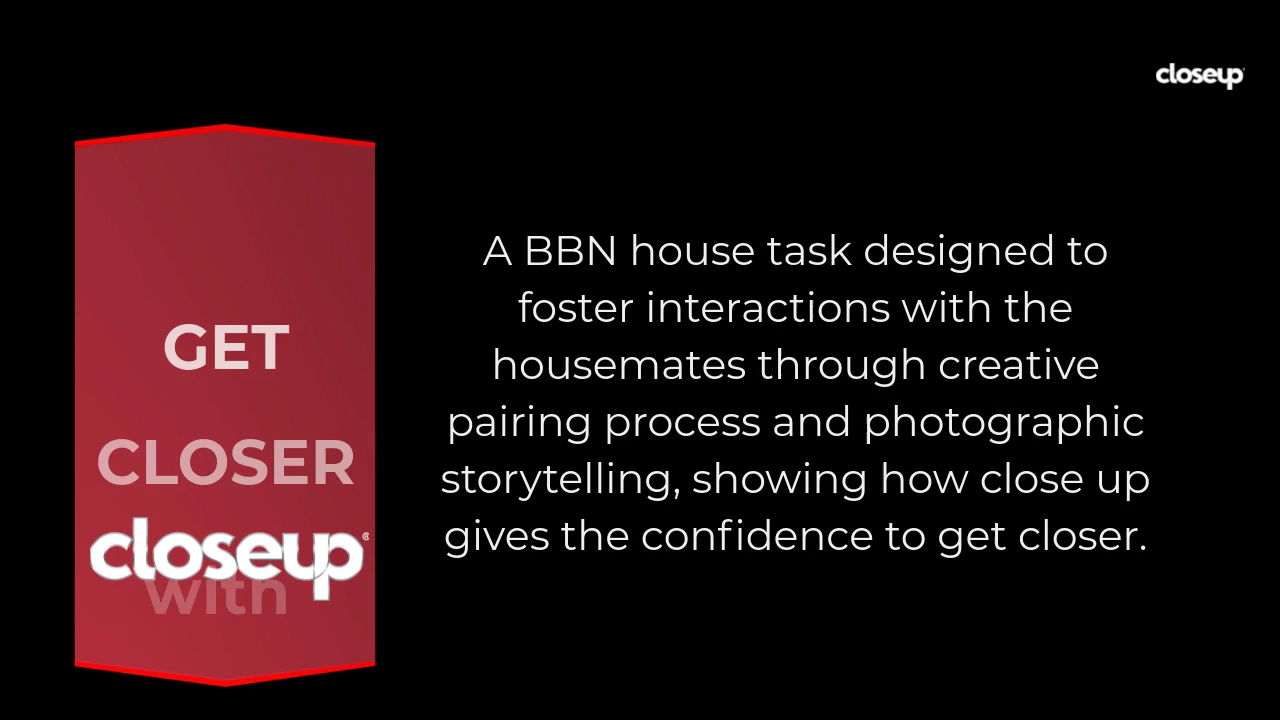 closeup
GET
CLOSER
closeup®
with
A BBN house task designed to
foster interactions with the
housemates through creative
pairing process and photographic
storytelling, showing how close up
gives the confidence to get closer.